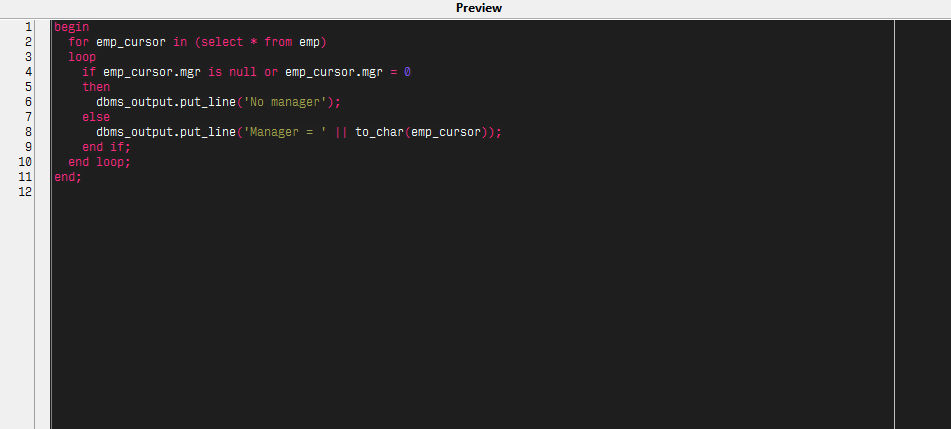 Preview
1 begin
2   for emp_cursor in (select * from emp)
3   loop
4     if emp_cursor.mgr is null or emp_cursor.mgr = 0
5     then
6       dbms_output.put_line('No manager');
7     else
8       dbms_output.put_line('Manager = ' || to_char(emp_cursor));
9     end if;
10   end loop;
11 end;
12